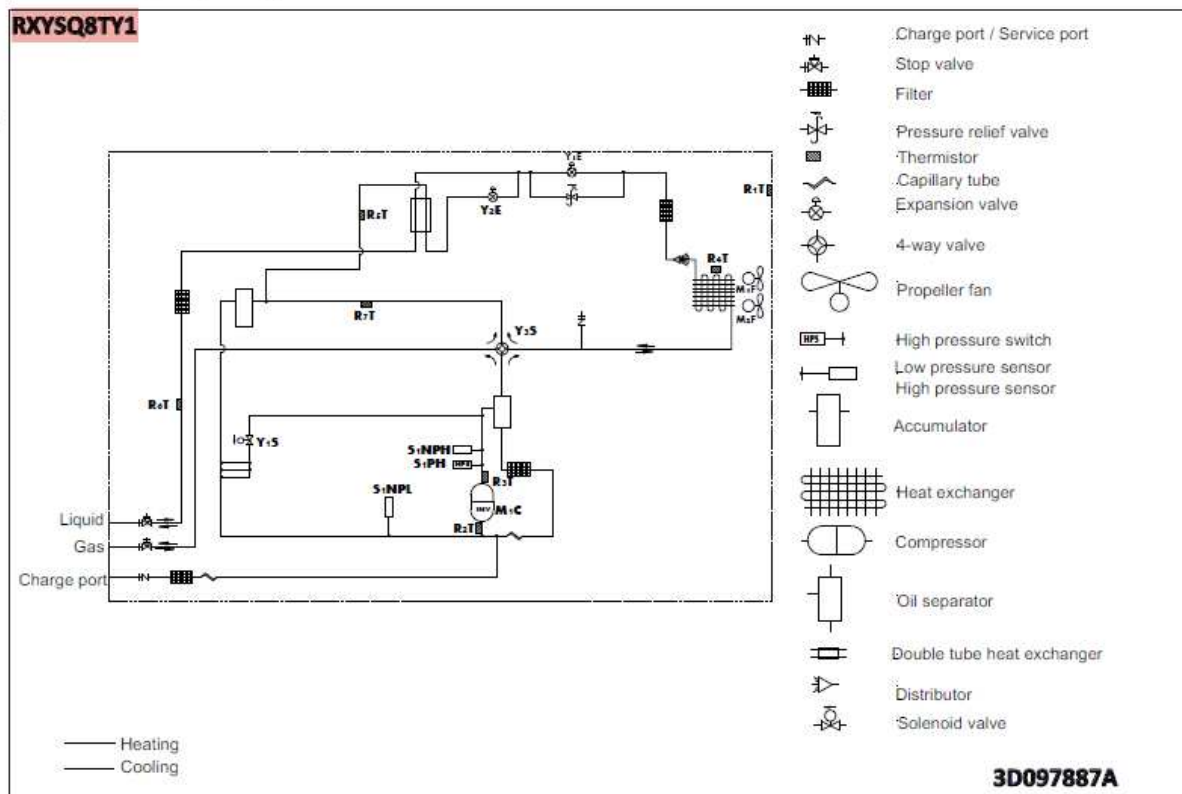 RXYSQ8TY1
Charge port / Service port
Stop valve
Filter
Pressure relief valve
Thermistor
Capillary tube
Expansion valve
4-way valve
Propeller fan
HPS
High pressure switch
Low pressure sensor
High pressure sensor
Accumulator
Heat exchanger
Compressor
Oil separator
Double tube heat exchanger
Distributor
Solenoid valve
Y1E
R1T
R5T
Y2E
R4T
M1F
M2F
R7T
Y3S
R6T
Y1S
S1NPH
S1PH
HPS
R3T
S1NPL
INV
M1C
R2T
Liquid
Gas
Charge port
Heating
Cooling
3D097887A